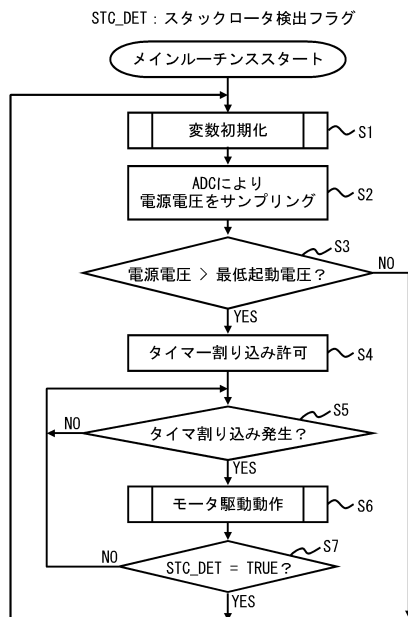 STC_DET：スタックロータ検出フラグ
メインルーチンススタート
変数初期化
S1
ADCにより
電源電圧をサンプリング
S2
S3
電源電圧 > 最低起動電圧？
NO
YES
タイマー割り込み許可
S4
S5
NO
タイマ割り込み発生？
YES
モータ駆動動作
S6
S7
NO
STC_DET = TRUE？
YES